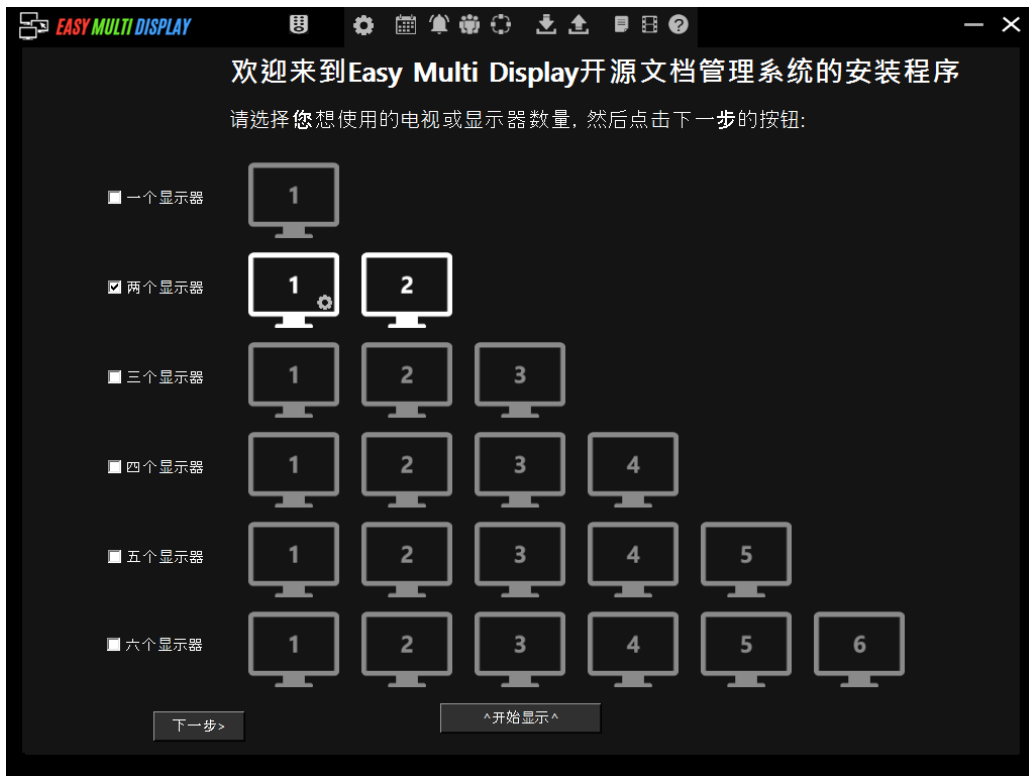 EASY MULTI DISPLAY
欢迎来到Easy Multi Display开源文档管理系统的安装程序
请选择您想使用的电视或显示器数量, 然后点击下一步的按钮:
一个显示器 1
两个显示器 1 2
三个显示器 1 2 3
四个显示器 1 2 3 4
五个显示器 1 2 3 4 5
六个显示器 1 2 3 4 5 6
下一步> ^开始显示^